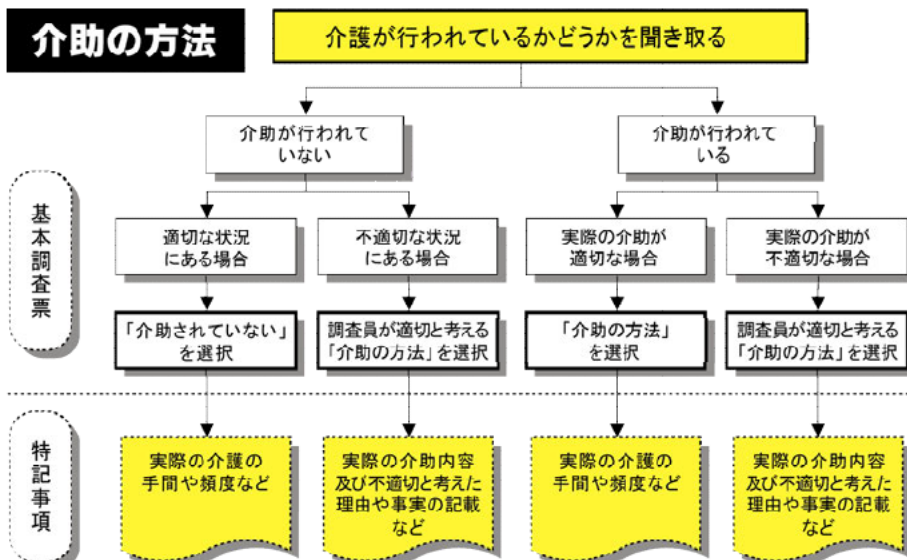 介助の方法
介護が行われているかどうかを聞き取る
介助が行われて
いない
介助が行われて
いる
基本調査票
適切な状況
にある場合
不適切な状況
にある場合
実際の介助が
適切な場合
実際の介助が
不適切な場合
「介助されていない」
を選択
調査員が適切と考える
「介助の方法」を選択
「介助の方法」
を選択
調査員が適切と考える
「介助の方法」を選択
特記事項
実際の介護の
手間や頻度など
実際の介助内容
及び不適切と考えた
理由や事実の記載
など
実際の介護の
手間や頻度など
実際の介助内容
及び不適切と考えた
理由や事実の記載
など